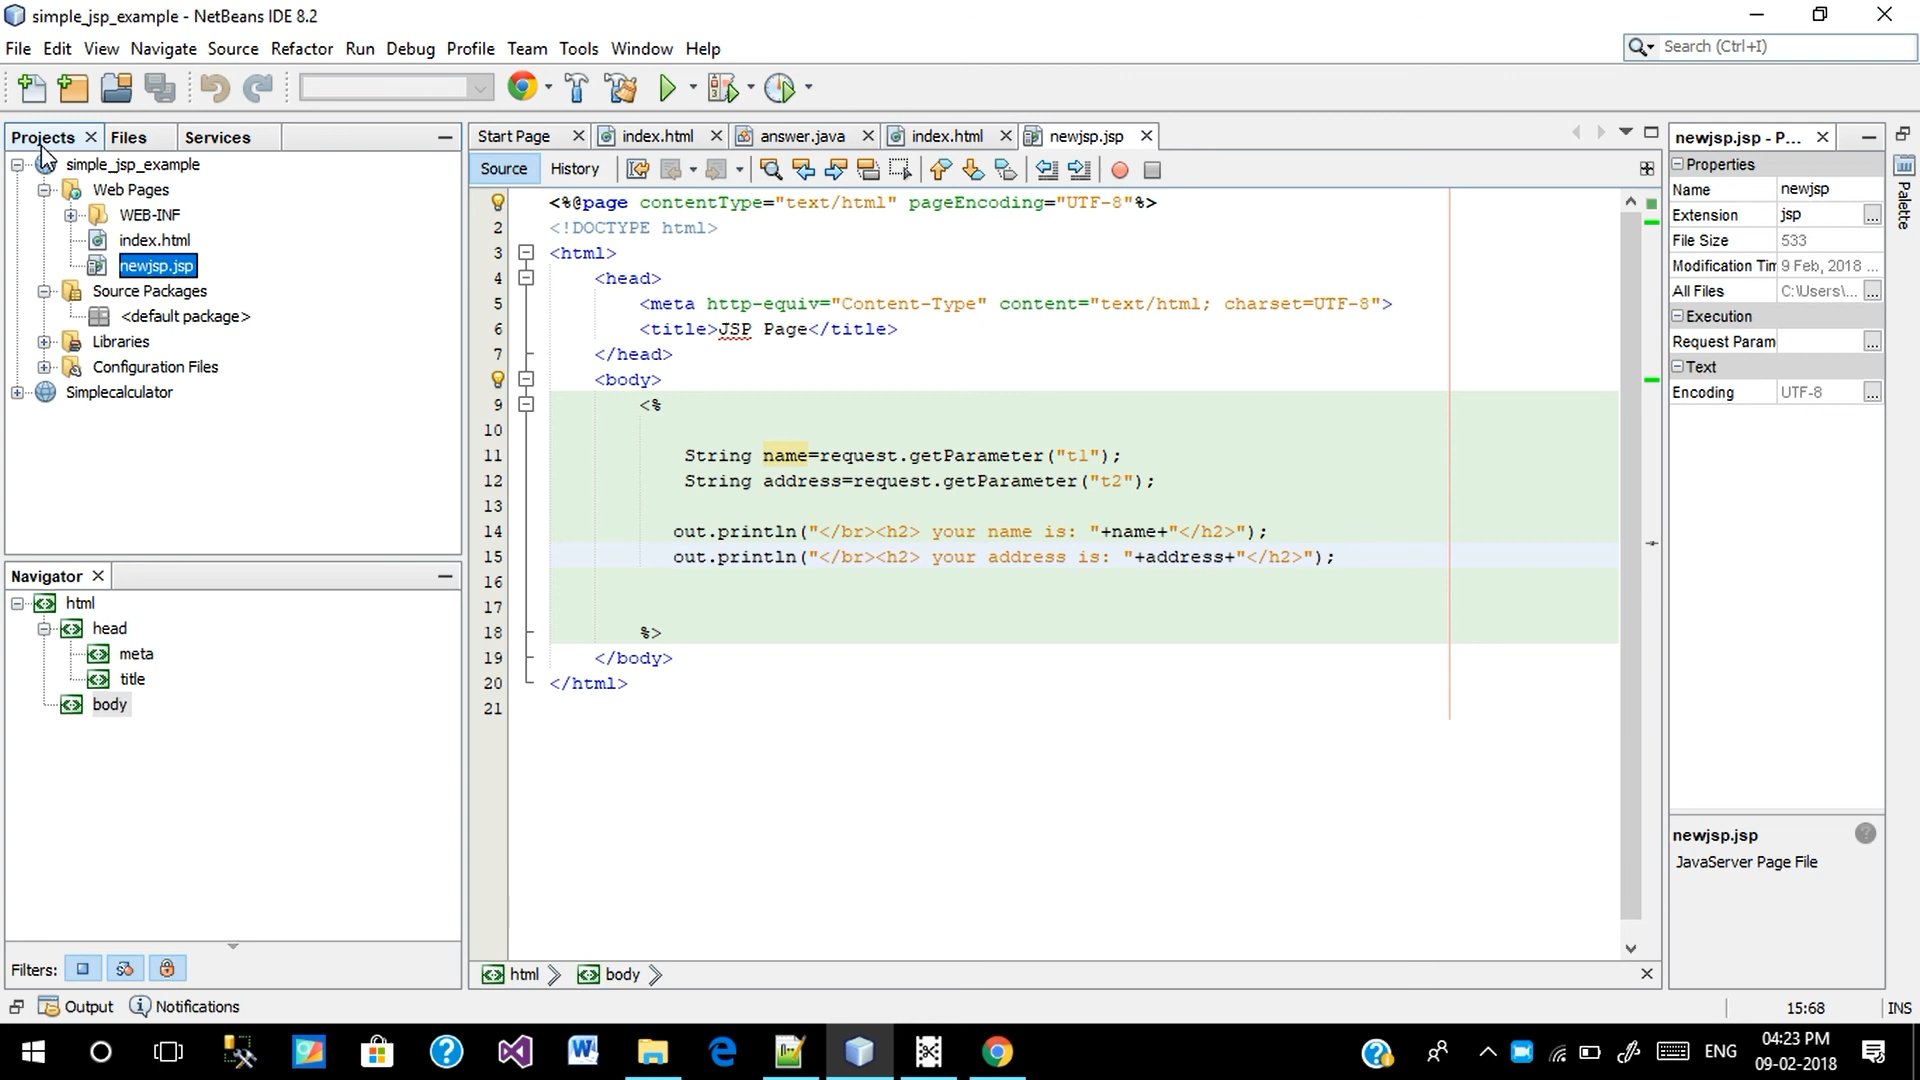 simple_jsp_example - NetBeans IDE 8.2
File Edit View Navigate Source Refactor Run Debug Profile Team Tools Window Help
Search (Ctrl+I)
Projects Files Services
simple_jsp_example
Web Pages
WEB-INF
index.html
newjsp.jsp
Source Packages
<default package>
Libraries
Configuration Files
Simplecalculator
Navigator
html
head
meta
title
body
Filters:
Start Page index.html answer.java index.html newjsp.jsp
Source History
<%@page contentType="text/html" pageEncoding="UTF-8"%>
2 <!DOCTYPE html>
3 <html>
4 <head>
5 <meta http-equiv="Content-Type" content="text/html; charset=UTF-8">
6 <title>JSP Page</title>
7 </head>
<body>
9 <%
10
11 String name=request.getParameter("t1");
12 String address=request.getParameter("t2");
13
14 out.println("</br><h2> your name is: "+name+"</h2>");
15 out.println("</br><h2> your address is: "+address+"</h2>");
16
17
18 %>
19 </body>
20 </html>
21
html body
newjsp.jsp - P...
Properties
Name newjsp
Extension jsp ...
File Size 533
Modification Tim 9 Feb, 2018 ...
All Files C:\Users\... ...
Execution
Request Param ...
Text
Encoding UTF-8 ...
newjsp.jsp
JavaServer Page File
Palette
Output Notifications
15:68 INS
ENG
04:23 PM
09-02-2018